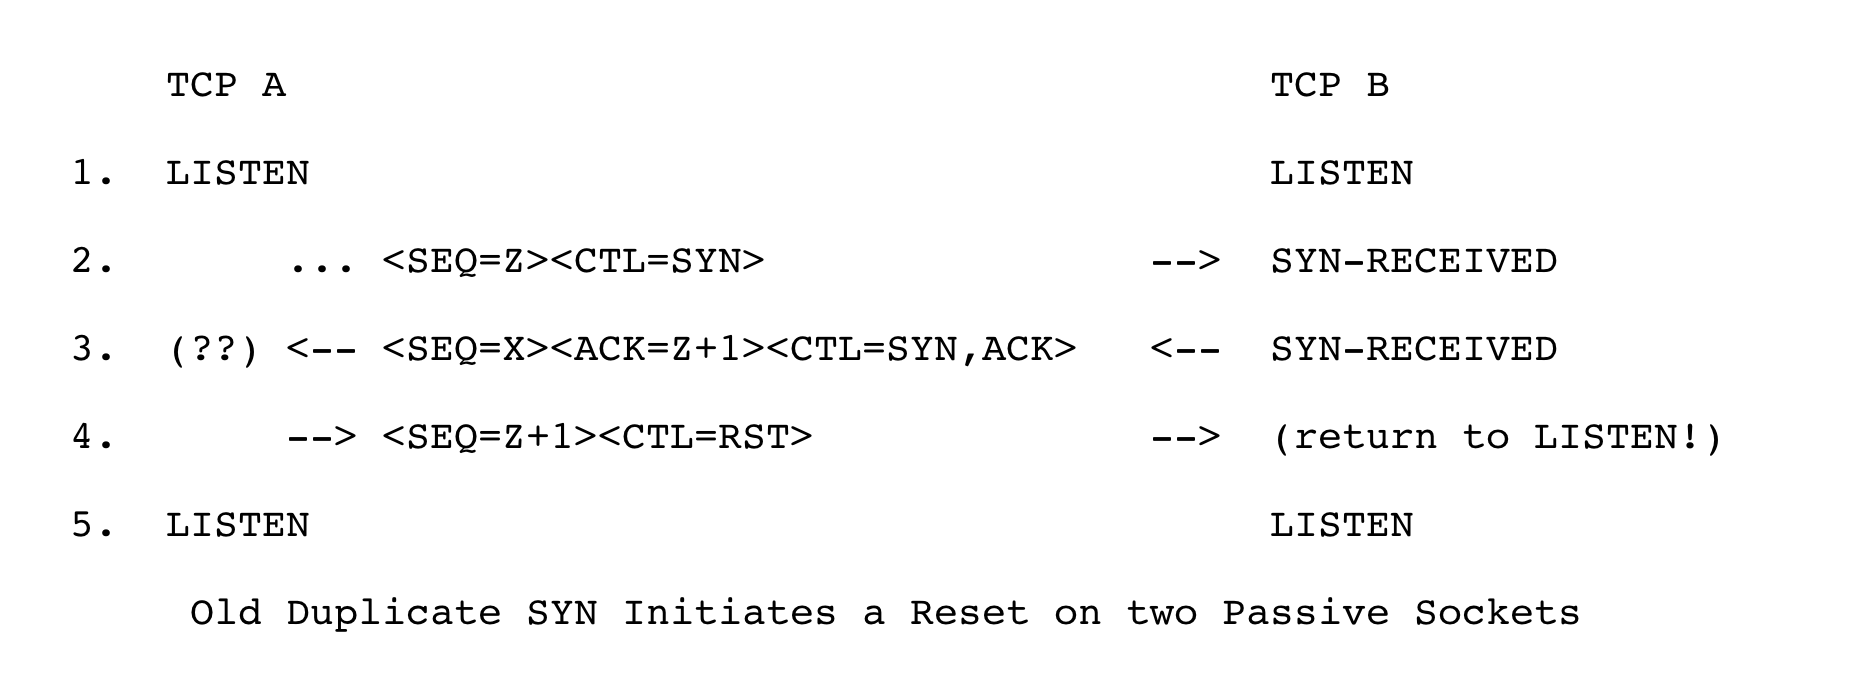 TCP A                                         TCP B
1.  LISTEN                                        LISTEN
2.       ... <SEQ=Z><CTL=SYN>                -->  SYN-RECEIVED
3.  (??) <-- <SEQ=X><ACK=Z+1><CTL=SYN,ACK>   <--  SYN-RECEIVED
4.       --> <SEQ=Z+1><CTL=RST>              -->  (return to LISTEN!)
5.  LISTEN                                        LISTEN
Old Duplicate SYN Initiates a Reset on two Passive Sockets